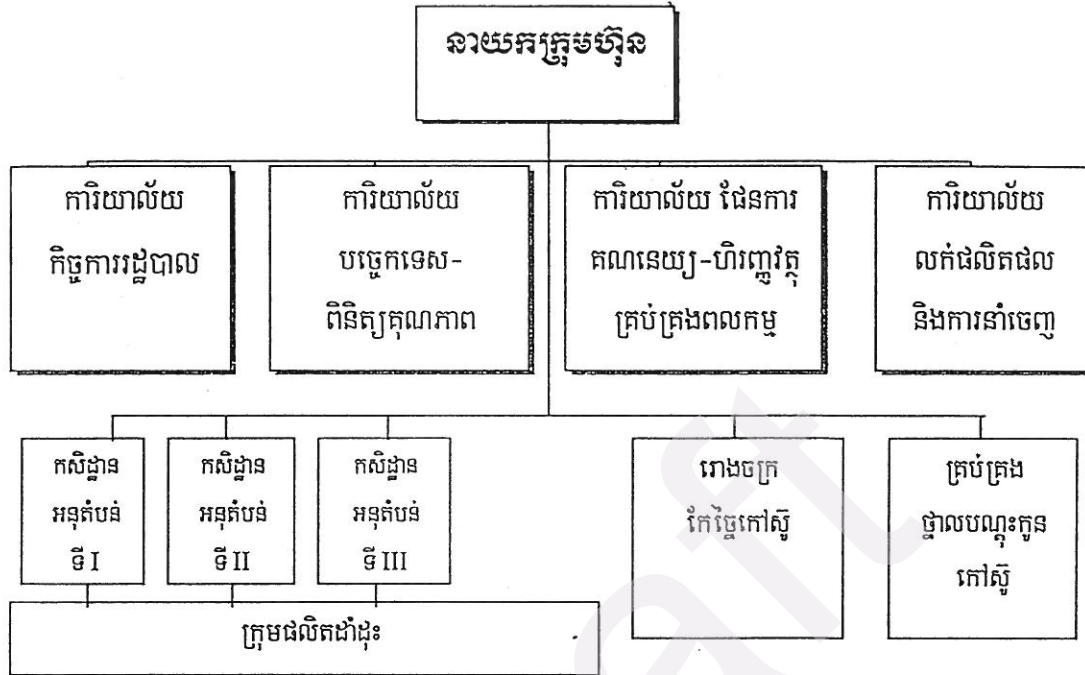 នាយកក្រុមហ៊ុន
ការិយាល័យ
កិច្ចការរដ្ឋបាល
ការិយាល័យ
បច្ចេកទេស-
ពិនិត្យគុណភាព
ការិយាល័យ ផែនការ
គណនេយ្យ-ហិរញ្ញវត្ថុ
គ្រប់គ្រងពលកម្ម
ការិយាល័យ
លក់ផលិតផល
និងការនាំចេញ
កសិដ្ឋាន
អនុតំបន់
ទី I
កសិដ្ឋាន
អនុតំបន់
ទី II
កសិដ្ឋាន
អនុតំបន់
ទី III
រោងចក្រ
កែច្នៃកៅស៊ូ
គ្រប់គ្រង
ថ្នាលបណ្តុះកូន
កៅស៊ូ
ក្រុមផលិតដាំដុះ